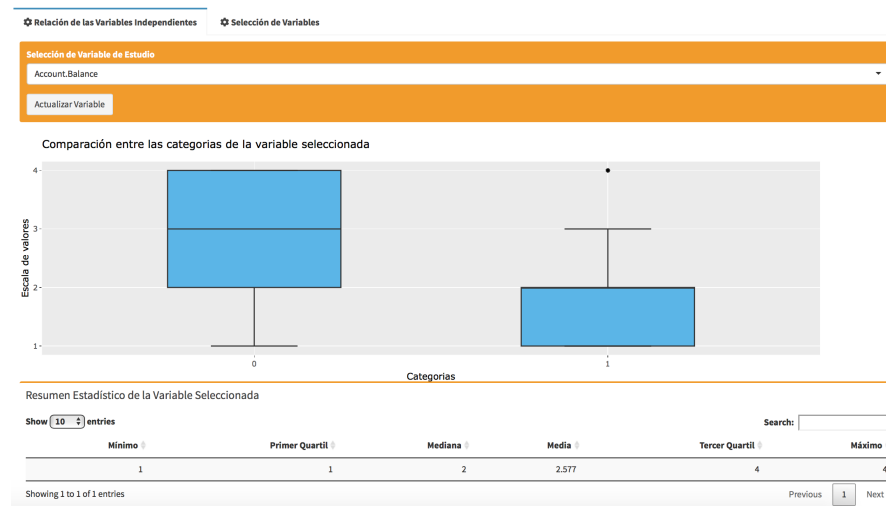 Relación de las Variables Independientes Selección de Variables
Selección de Variable de Estudio
Account.Balance
Actualizar Variable
Comparación entre las categorias de la variable seleccionada
4
3
2
1
Escala de valores
0 1
Categorias
Resumen Estadístico de la Variable Seleccionada
Show 10 entries Search:
Mínimo Primer Quartil Mediana Media Tercer Quartil Máximo
1 1 2 2.577 4 4
Showing 1 to 1 of 1 entries Previous 1 Next